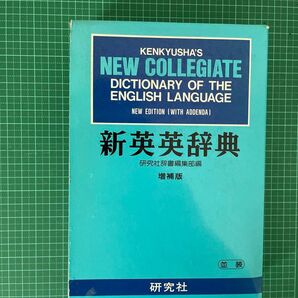 KENKYUSHA'S
NEW COLLEGIATE
DICTIONARY OF THE
ENGLISH LANGUAGE
NEW EDITION [WITH ADDENDA]
新英英辞典
研究社辞書編集部編
増補版
並装
研究社